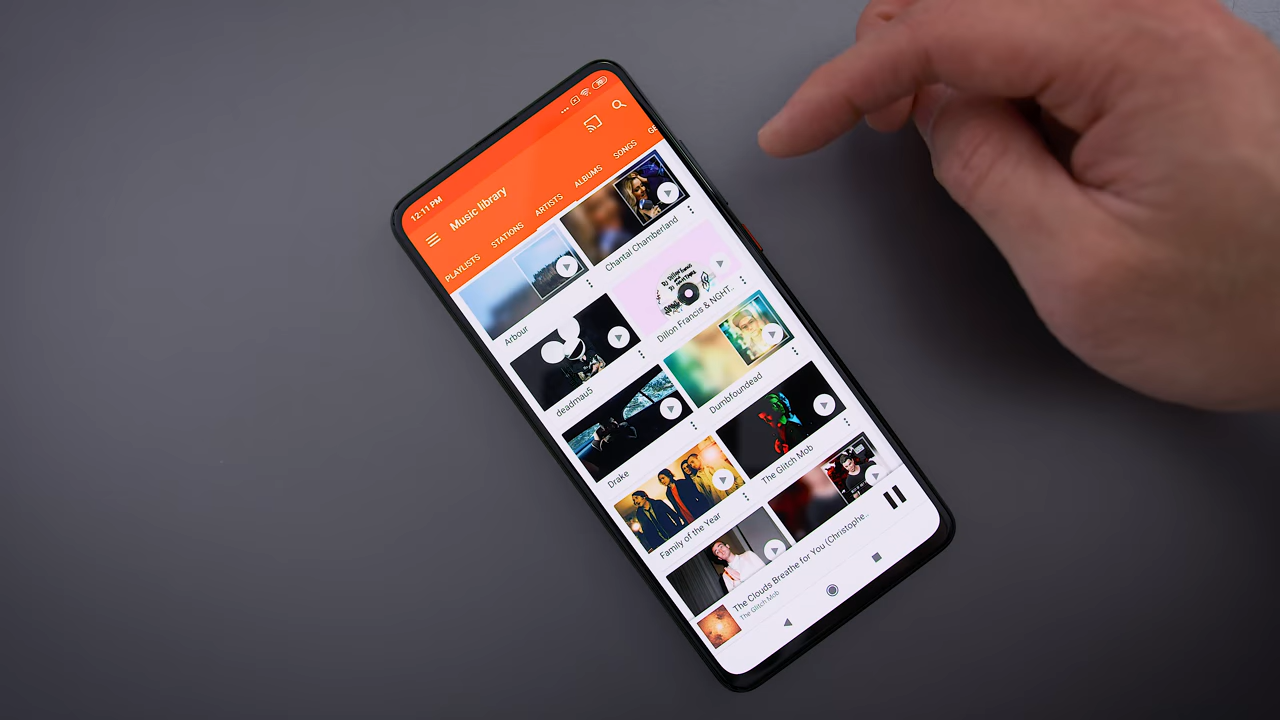 12:11 PM
Music library
PLAYLISTS
STATIONS
ARTISTS
ALBUMS
SONGS
GE
Arbour
Chantal Chamberland
deadmau5
Dillon Francis & NGHT..
Drake
Dumbfoundead
Family of the Year
The Glitch Mob
The Clouds Breathe for You (Christophe..
The Glitch Mob